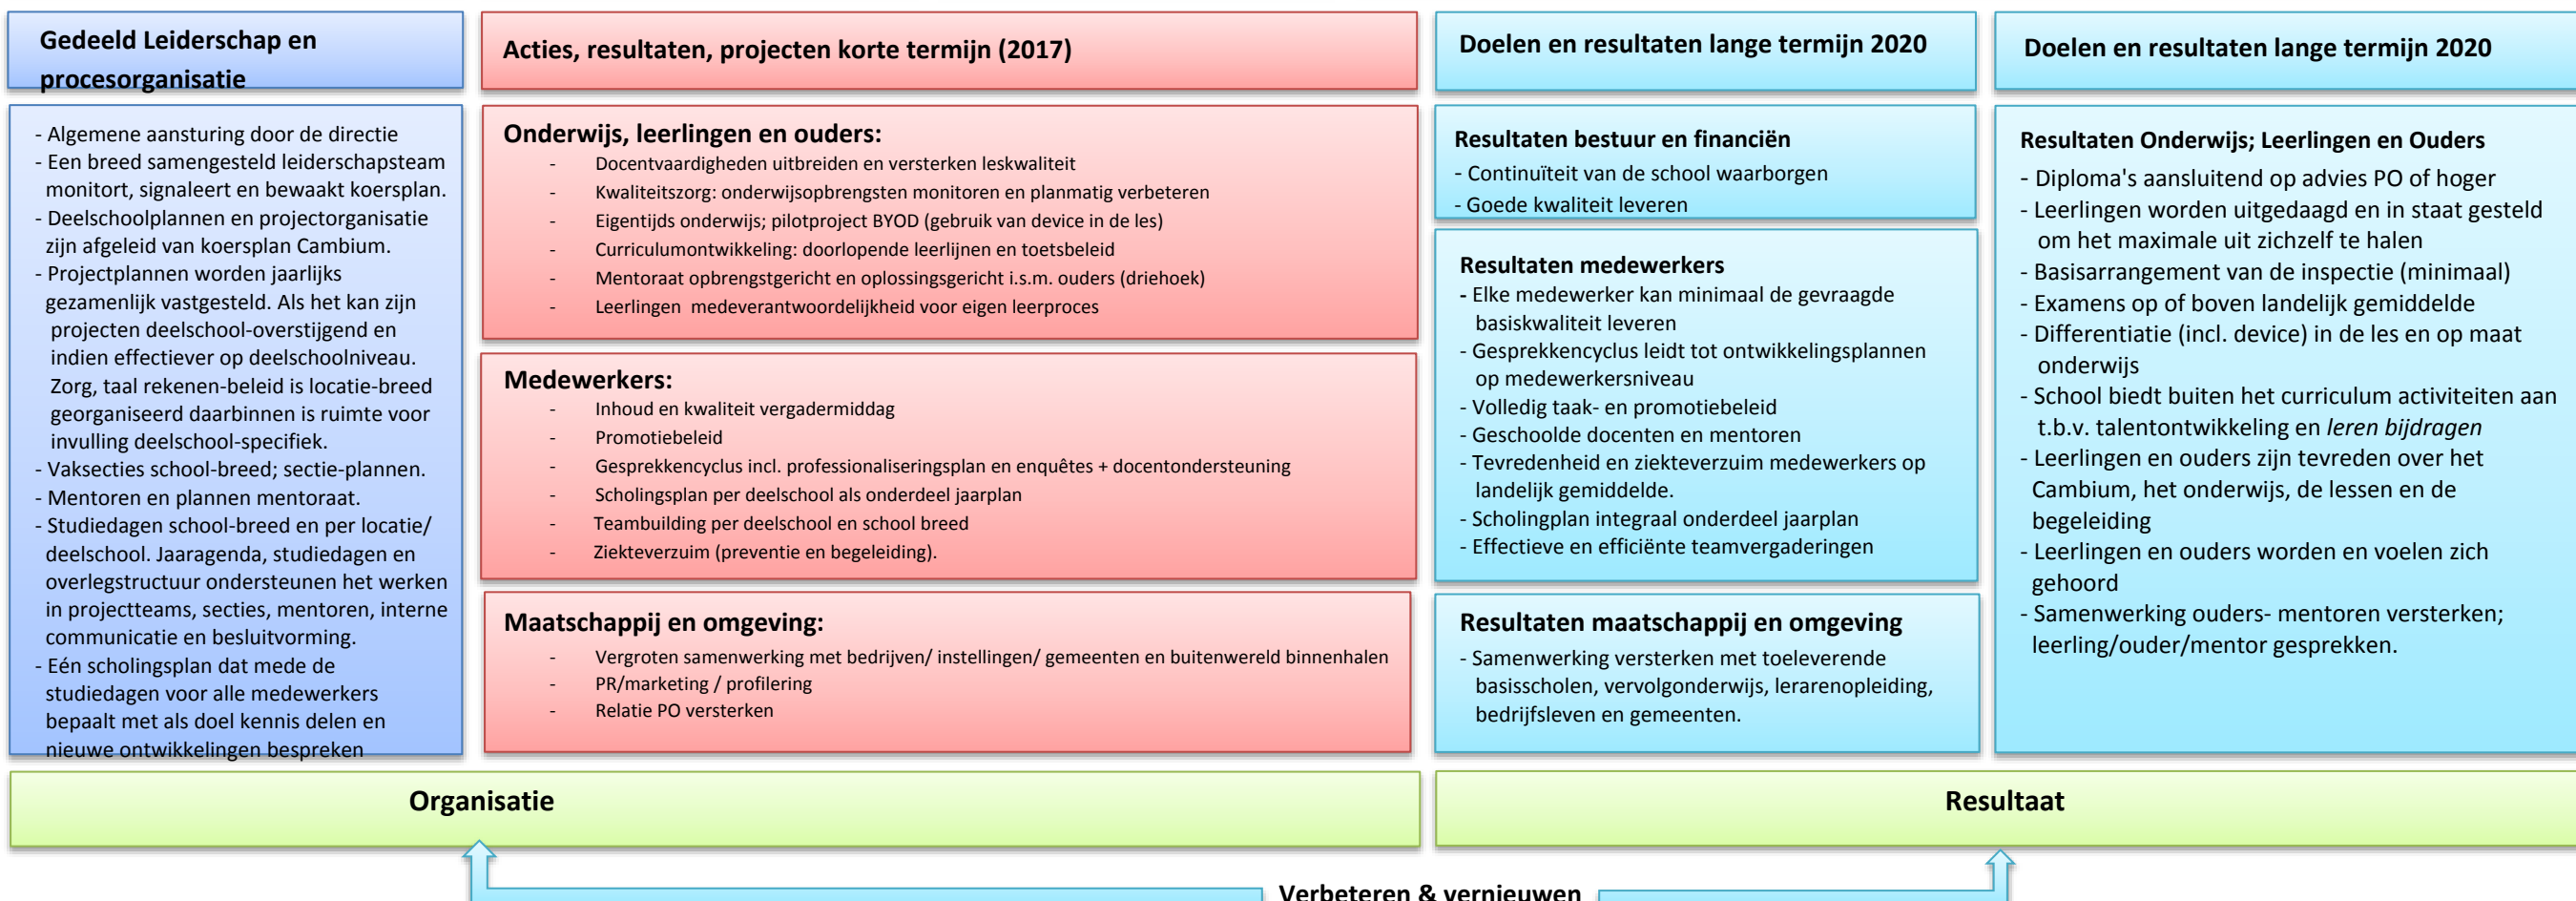 Gedeeld Leiderschap en
procesorganisatie
- Algemene aansturing door de directie
- Een breed samengesteld leiderschapsteam
monitort, signaleert en bewaakt koersplan.
- Deelschoolplannen en projectorganisatie
zijn afgeleid van koersplan Cambium.
- Projectplannen worden jaarlijks
gezamenlijk vastgesteld. Als het kan zijn
projecten deelschool-overstijgend en
indien effectiever op deelschoolniveau.
Zorg, taal rekenen-beleid is locatie-breed
georganiseerd daarbinnen is ruimte voor
invulling deelschool-specifiek.
- Vaksecties school-breed; sectie-plannen.
- Mentoren en plannen mentoraat.
- Studiedagen school-breed en per locatie/
deelschool. Jaaragenda, studiedagen en
overlegstructuur ondersteunen het werken
in projectteams, secties, mentoren, interne
communicatie en besluitvorming.
- Eén scholingsplan dat mede de
studiedagen voor alle medewerkers
bepaalt met als doel kennis delen en
nieuwe ontwikkelingen bespreken
Acties, resultaten, projecten korte termijn (2017)
Onderwijs, leerlingen en ouders:
- Docentvaardigheden uitbreiden en versterken leskwaliteit
- Kwaliteitszorg: onderwijsopbrengsten monitoren en planmatig verbeteren
- Eigentijds onderwijs; pilotproject BYOD (gebruik van device in de les)
- Curriculumontwikkeling: doorlopende leerlijnen en toetsbeleid
- Mentoraat opbrengstgericht en oplossingsgericht i.s.m. ouders (driehoek)
- Leerlingen  medeverantwoordelijkheid voor eigen leerproces
Medewerkers:
- Inhoud en kwaliteit vergadermiddag
- Promotiebeleid
- Gesprekkencyclus incl. professionaliseringsplan en enquêtes + docentondersteuning
- Scholingsplan per deelschool als onderdeel jaarplan
- Teambuilding per deelschool en school breed
- Ziekteverzuim (preventie en begeleiding).
Maatschappij en omgeving:
- Vergroten samenwerking met bedrijven/ instellingen/ gemeenten en buitenwereld binnenhalen
- PR/marketing / profilering
- Relatie PO versterken
Doelen en resultaten lange termijn 2020
Resultaten bestuur en financiën
- Continuïteit van de school waarborgen
- Goede kwaliteit leveren
Resultaten medewerkers
- Elke medewerker kan minimaal de gevraagde
basiskwaliteit leveren
- Gesprekkencyclus leidt tot ontwikkelingsplannen
op medewerkersniveau
- Volledig taak- en promotiebeleid
- Geschoolde docenten en mentoren
- Tevredenheid en ziekteverzuim medewerkers op
landelijk gemiddelde.
- Scholingplan integraal onderdeel jaarplan
- Effectieve en efficiënte teamvergaderingen
Resultaten maatschappij en omgeving
- Samenwerking versterken met toeleverende
basisscholen, vervolgonderwijs, lerarenopleiding,
bedrijfsleven en gemeenten.
Doelen en resultaten lange termijn 2020
Resultaten Onderwijs; Leerlingen en Ouders
- Diploma's aansluitend op advies PO of hoger
- Leerlingen worden uitgedaagd en in staat gesteld
om het maximale uit zichzelf te halen
- Basisarrangement van de inspectie (minimaal)
- Examens op of boven landelijk gemiddelde
- Differentiatie (incl. device) in de les en op maat
onderwijs
- School biedt buiten het curriculum activiteiten aan
t.b.v. talentontwikkeling en leren bijdragen
- Leerlingen en ouders zijn tevreden over het
Cambium, het onderwijs, de lessen en de
begeleiding
- Leerlingen en ouders worden en voelen zich
gehoord
- Samenwerking ouders- mentoren versterken;
leerling/ouder/mentor gesprekken.
Organisatie
Resultaat
Verbeteren & vernieuwen